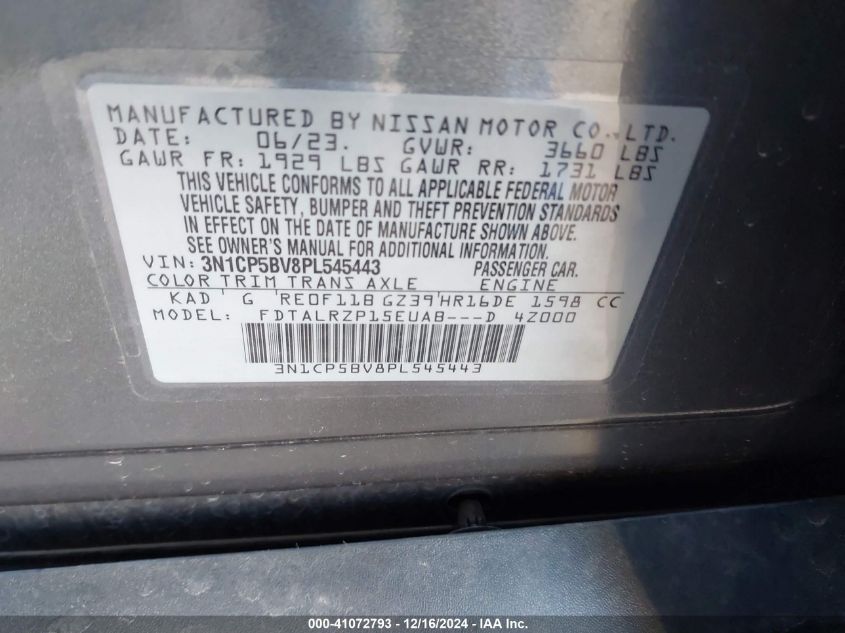 MANUFACTURED BY NISSAN MOTOR CO., LTD.
DATE: 06/23. GVWR: 3660 LBS
GAWR FR: 1929 LBS GAWR RR: 1731 LBS
THIS VEHICLE CONFORMS TO ALL APPLICABLE FEDERAL MOTOR
VEHICLE SAFETY, BUMPER AND THEFT PREVENTION STANDARDS
IN EFFECT ON THE DATE OF MANUFACTURE SHOWN ABOVE.
SEE OWNER'S MANUAL FOR ADDITIONAL INFORMATION.
VIN: 3N1CP5BV8PL545443 PASSENGER CAR.
COLOR TRIM TRANS AXLE ENGINE
KAD G RE0F11B GZ39 HR16DE 1598 CC
MODEL: FDTALRZP15EUAB---D 4Z000
3N1CP5BV8PL545443
000-41072793 - 12/16/2024 - IAA Inc.